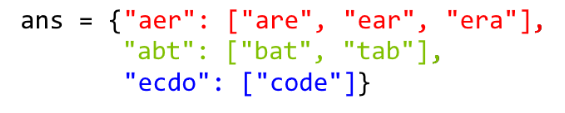 ans = {"aer": ["are", "ear", "era"],
"abt": ["bat", "tab"],
"ecdo": ["code"]}